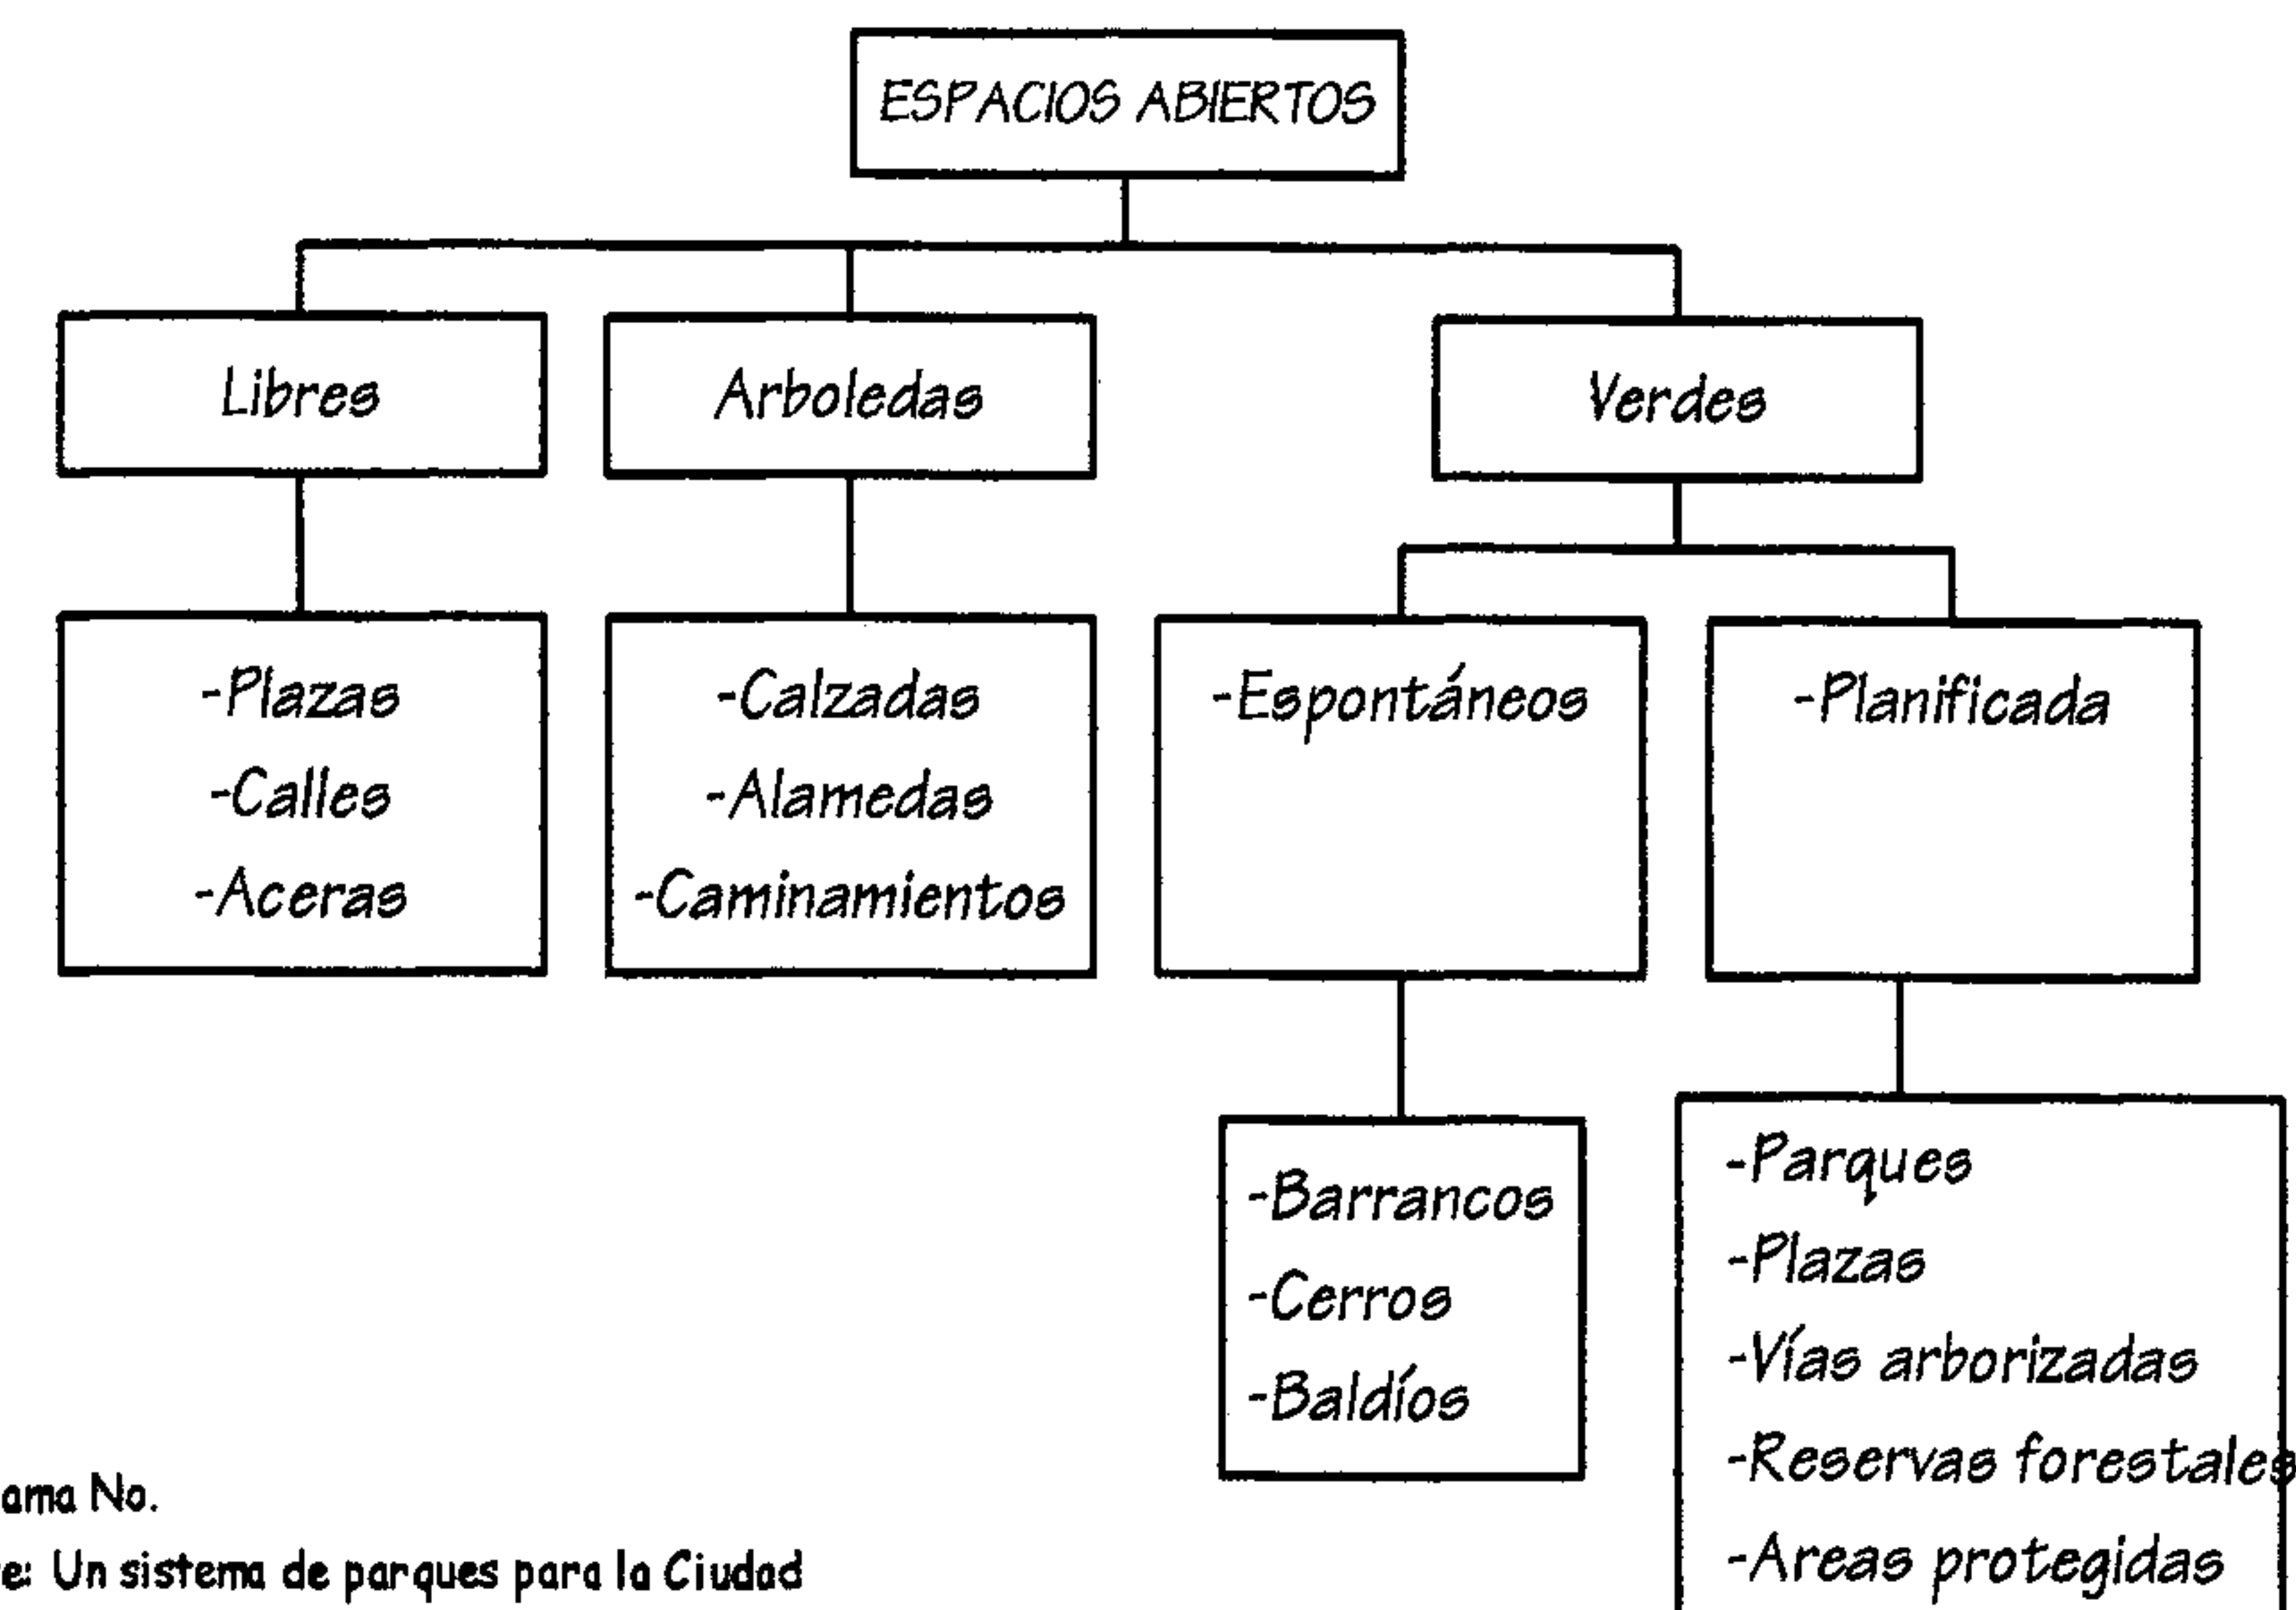 ESPACIOS ABIERTOS
Libres
Arboledas
Verdes
-Plazas
-Calles
-Aceras
-Calzadas
-Alamedas
-Caminamientos
-Espontáneos
-Planificada
-Barrancos
-Cerros
-Baldíos
-Parques
-Plazas
-Vías arborizadas
-Reservas forestales
-Areas protegidas
ama No.
e: Un sistema de parques para la Ciudad